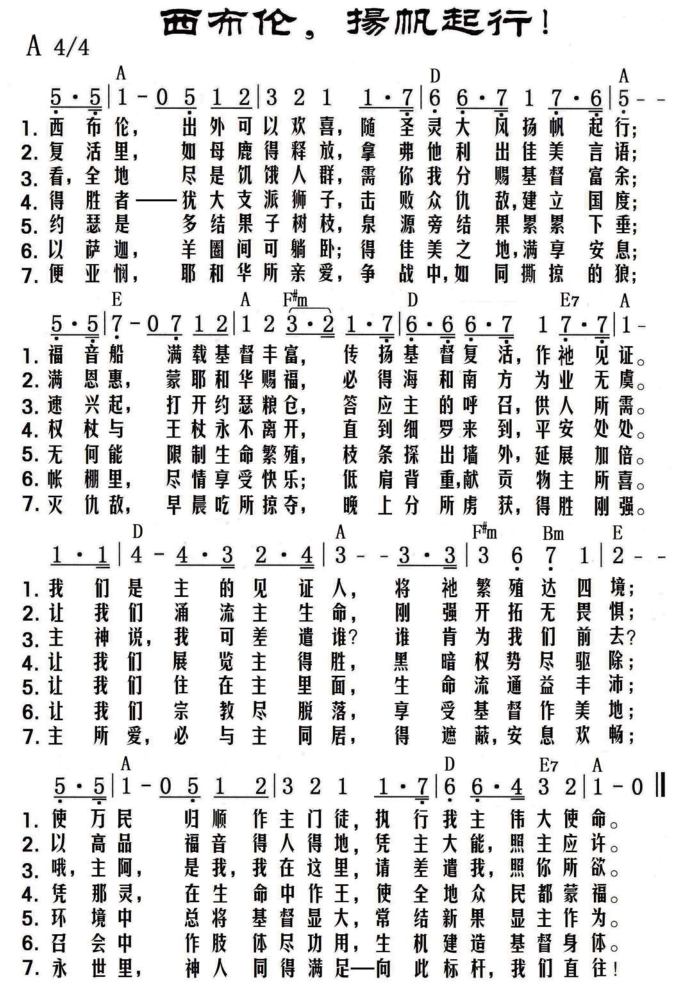 西布伦，揚帆起行！
A 4/4
A D A
5·5|1-0 5 1 2|3 2 1 1·7|6 6·7 1 7·6|5--
1. 西布伦， 出外可以欢喜，随圣灵大风扬帆起行；
2. 复活里， 如母鹿得释放，拿弗他利出佳美言语；
3. 看，全地 尽是饥饿人群，需你我分赐基督富余；
4. 得胜者——犹大支派狮子，击败众仇敌，建立国度；
5. 约瑟是 多结果子树枝，泉源旁结果累累下垂；
6. 以萨迦， 羊圈间可躺卧；得佳美之地，满享安息；
7. 便亚悯， 耶和华所亲爱，争战中，如同撕掠的狼；
E A F#m D E7 A
5·5|7-0 7 1 2|1 2 3·2 1·7|6·6 6·7 1 7·7|1-
1. 福音船 满载基督丰富， 传扬基督复活，作祂见证。
2. 满恩惠，蒙耶和华赐福， 必得海和南方为业无虞。
3. 速兴起，打开约瑟粮仓， 答应主的呼召，供人所需。
4. 权杖与 王杖永不离开， 直到细罗来到，平安处处。
5. 无何能 限制生命繁殖， 枝条探出墙外，延展加倍。
6. 帐棚里，尽情享受快乐； 低肩背重，献贡物主所喜。
7. 灭仇敌，早晨吃所掠夺， 晚上分所虏获，得胜刚强。
D A F#m Bm E
1·1|4-4·3 2·4|3--3·3|3 6 7 1|2--
1. 我们是主的见证人， 将祂繁殖达四境；
2. 让我们涌流主生命， 刚强开拓无畏惧；
3. 主神说，我可差遣谁？ 谁肯为我们前去？
4. 让我们展览主得胜， 黑暗权势尽驱除；
5. 让我们住在主里面， 生命流通益丰沛；
6. 让我们宗教尽脱落， 享受基督作美地；
7. 主所爱，必与主同居， 得遮蔽，安息欢畅；
A D E7 A
5·5|1-0 5 1 2|3 2 1 1·7|6 6·4 3 2|1-0‖
1. 使万民 归顺作主门徒，执行我主伟大使命。
2. 以高品 福音得人得地，凭主大能，照主应许。
3. 哦，主阿， 是我，我在这里，请差遣我，照你所欲。
4. 凭那灵， 在生命中作王，使全地众民都蒙福。
5. 环境中 总将基督显大，常结新果显主作为。
6. 召会中 作肢体尽功用，生机建造基督身体。
7. 永世里， 神人同得满足—向此标杆，我们直往！